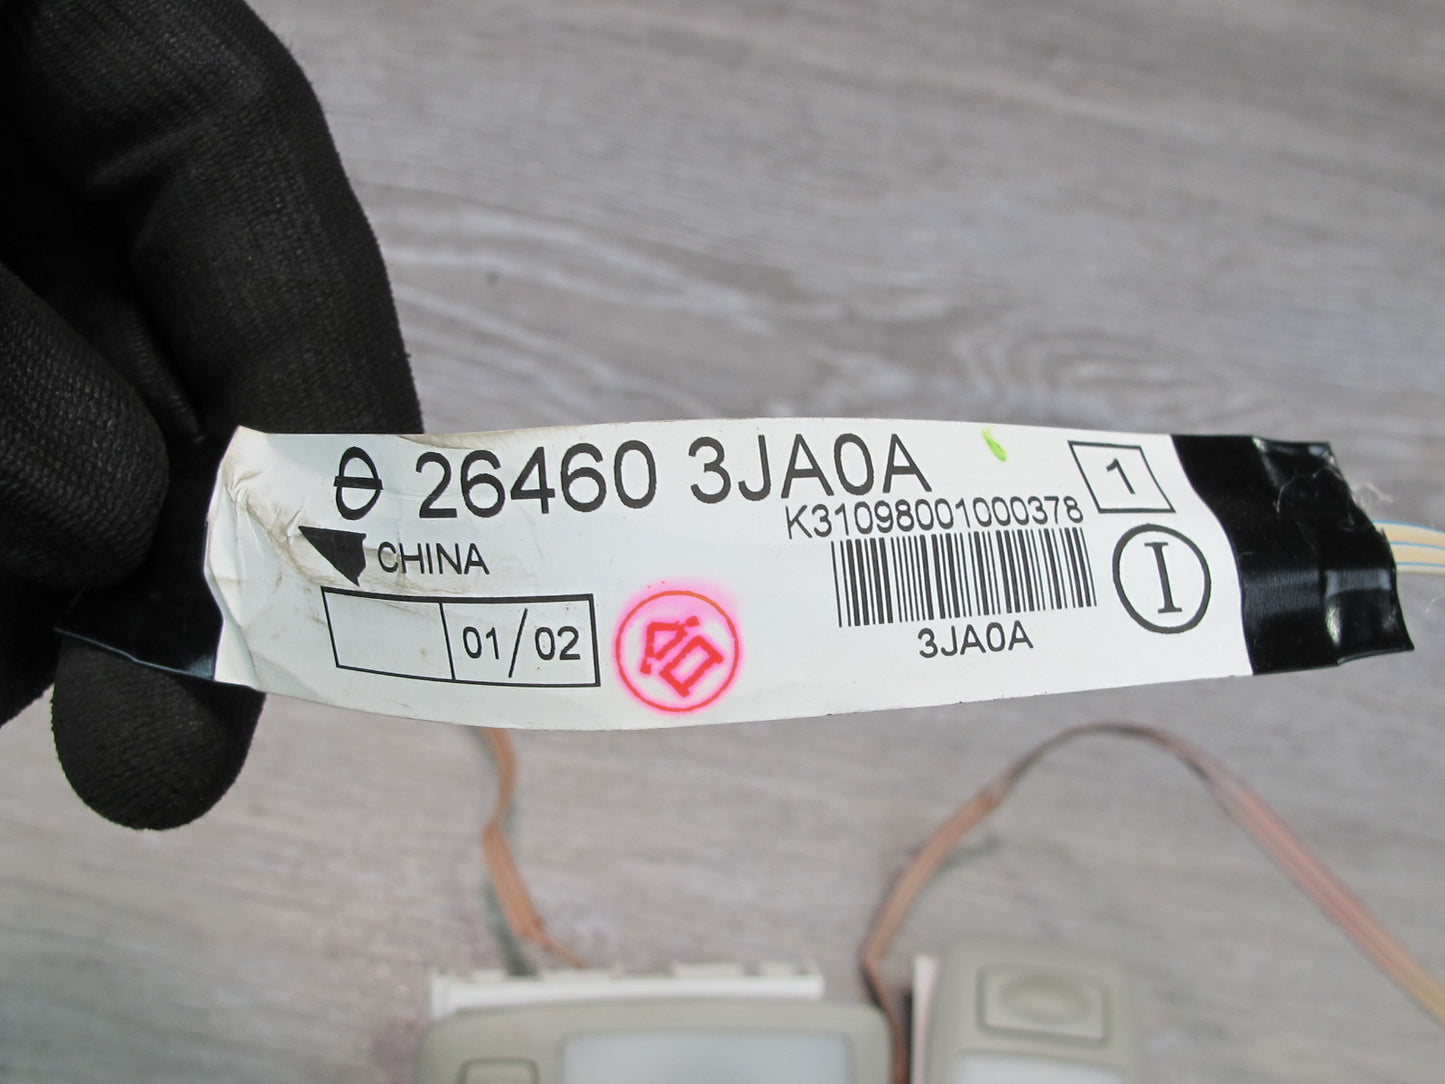 26460 3JA0A
1
K31098001000378
CHINA
I
01/02
3JA0A